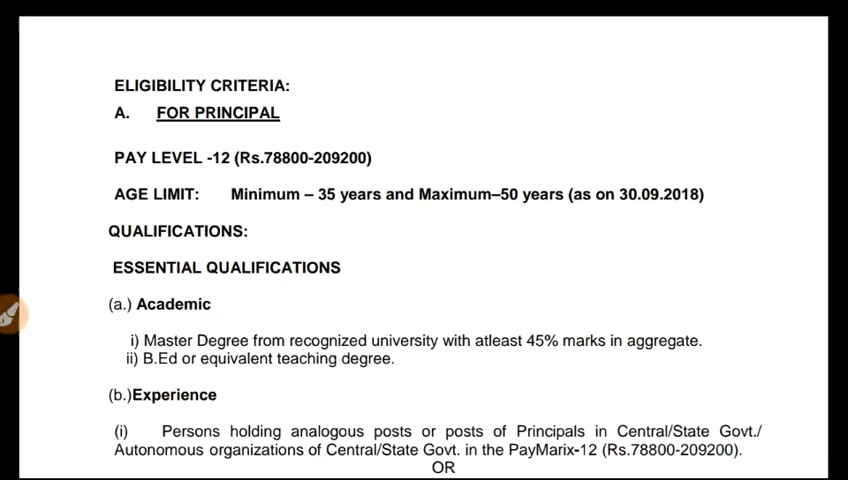 ELIGIBILITY CRITERIA:
A. FOR PRINCIPAL
PAY LEVEL -12 (Rs.78800-209200)
AGE LIMIT: Minimum – 35 years and Maximum–50 years (as on 30.09.2018)
QUALIFICATIONS:
ESSENTIAL QUALIFICATIONS
(a.) Academic
i) Master Degree from recognized university with atleast 45% marks in aggregate.
ii) B.Ed or equivalent teaching degree.
(b.)Experience
(i) Persons holding analogous posts or posts of Principals in Central/State Govt./
Autonomous organizations of Central/State Govt. in the PayMarix-12 (Rs.78800-209200).
OR